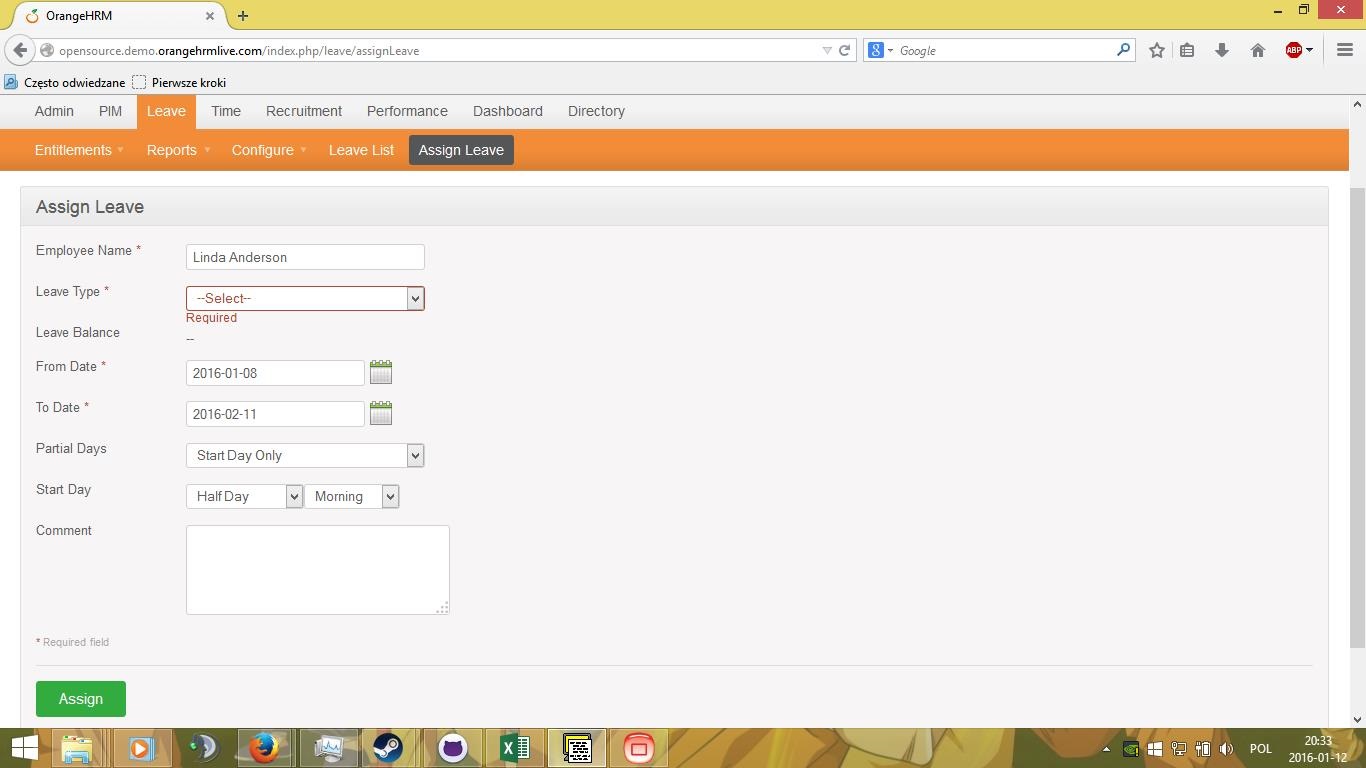 OrangeHRM
opensource.demo.orangehrmlive.com/index.php/leave/assignLeave
Google
ABP
Często odwiedzane Pierwsze kroki
Admin PIM Leave Time Recruitment Performance Dashboard Directory
Entitlements Reports Configure Leave List Assign Leave
Assign Leave
Employee Name * Linda Anderson
Leave Type * --Select--
Required
Leave Balance --
From Date * 2016-01-08
To Date * 2016-02-11
Partial Days Start Day Only
Start Day Half Day Morning
Comment
* Required field
Assign
POL 20:33
2016-01-12